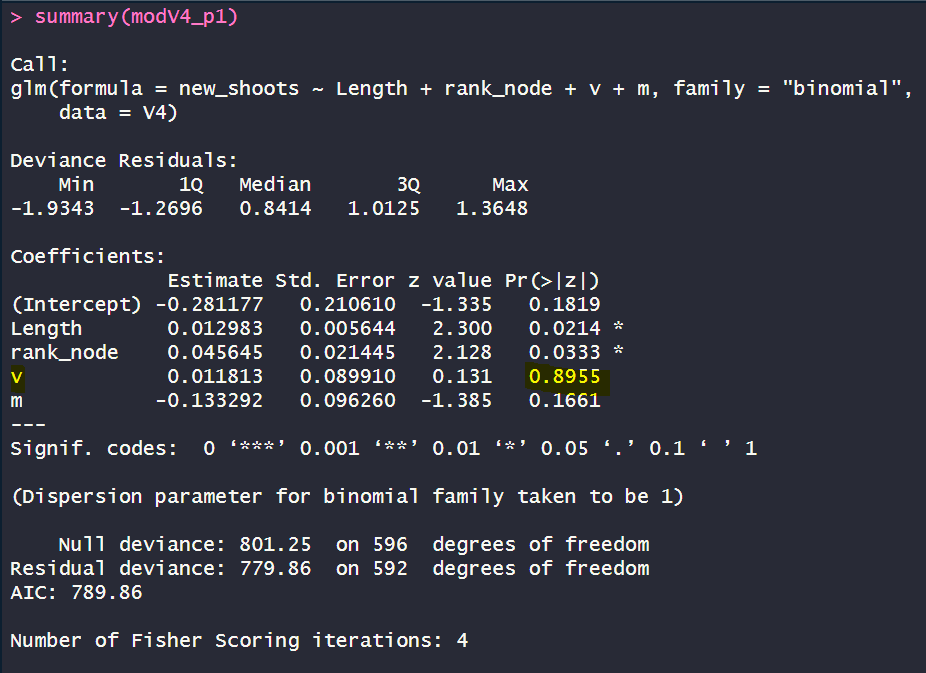 > summary(modV4_p1)
Call:
glm(formula = new_shoots ~ Length + rank_node + v + m, family = "binomial",
    data = V4)
Deviance Residuals:
    Min       1Q   Median       3Q      Max
-1.9343  -1.2696   0.8414   1.0125   1.3648
Coefficients:
             Estimate Std. Error z value Pr(>|z|)
(Intercept) -0.281177   0.210610  -1.335   0.1819
Length       0.012983   0.005644   2.300   0.0214 *
rank_node    0.045645   0.021445   2.128   0.0333 *
v            0.011813   0.089910   0.131   0.8955
m           -0.133292   0.096260  -1.385   0.1661
---
Signif. codes:  0 ‘***’ 0.001 ‘**’ 0.01 ‘*’ 0.05 ‘.’ 0.1 ‘ ’ 1
(Dispersion parameter for binomial family taken to be 1)
    Null deviance: 801.25  on 596  degrees of freedom
Residual deviance: 779.86  on 592  degrees of freedom
AIC: 789.86
Number of Fisher Scoring iterations: 4